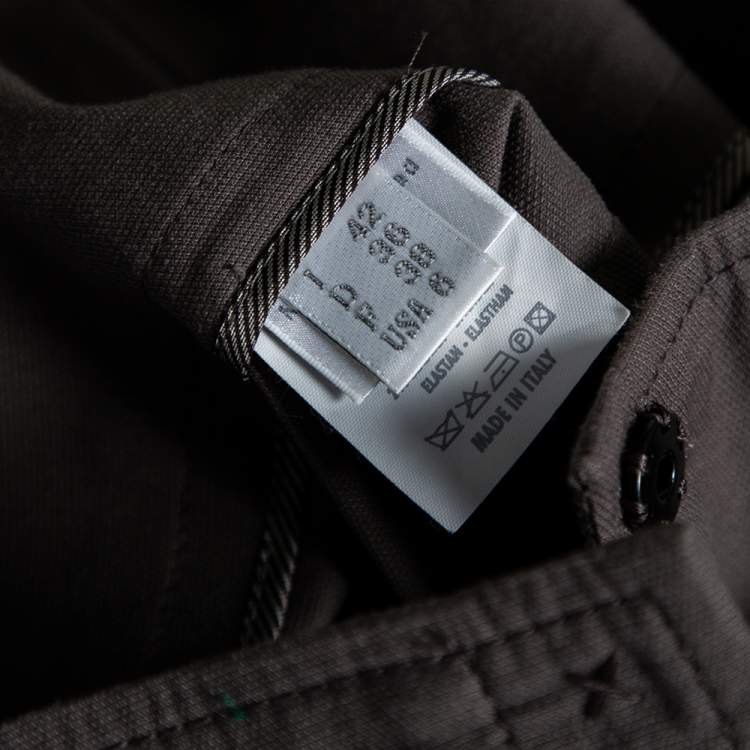 I 42
D 36
F 38
USA 6
ELASTAN - ELASTHAN
P
MADE IN ITALY